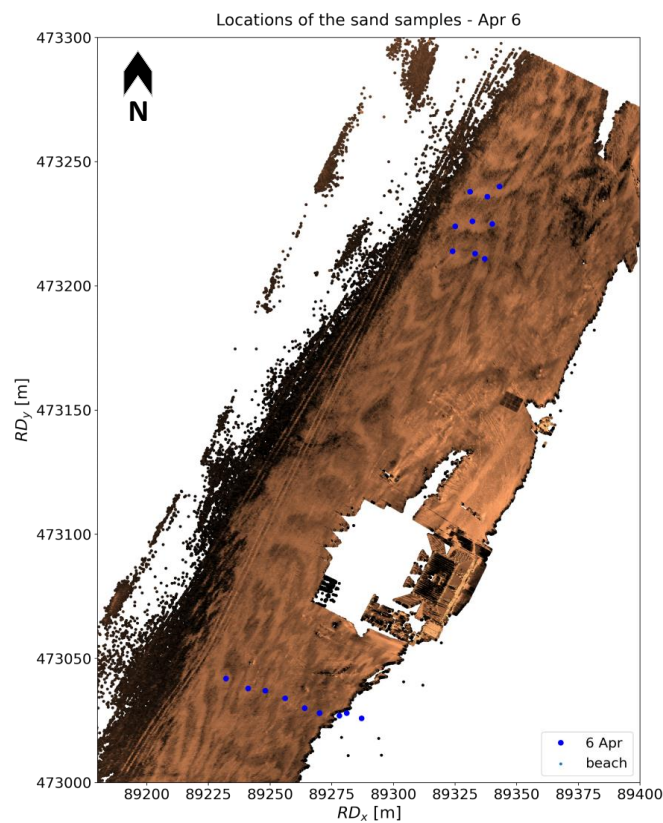 Locations of the sand samples - Apr 6
N
473300
473250
473200
473150
473100
473050
473000
RDy [m]
89200 89225 89250 89275 89300 89325 89350 89375 89400
RDx [m]
6 Apr
beach